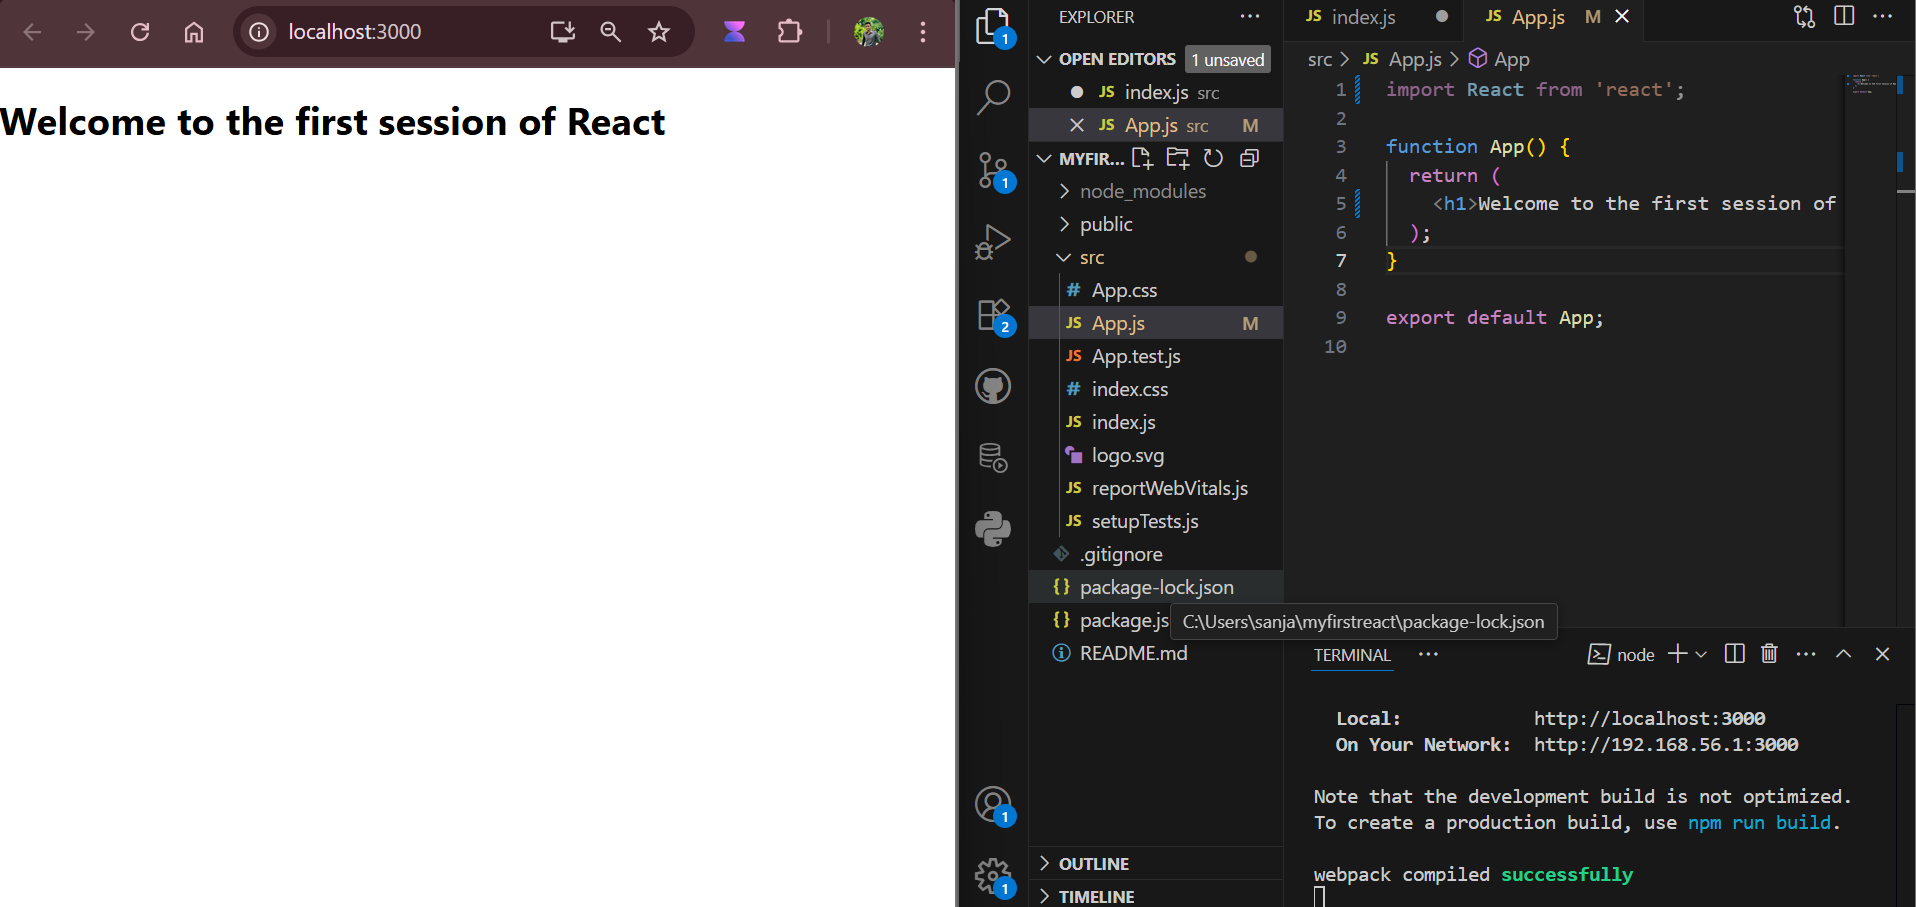 localhost:3000
Welcome to the first session of React
1
1
2
1
1
EXPLORER
OPEN EDITORS
1 unsaved
JS index.js src
JS App.js src M
MYFIR...
node_modules
public
src
# App.css
JS App.js M
JS App.test.js
# index.css
JS index.js
logo.svg
JS reportWebVitals.js
JS setupTests.js
.gitignore
{} package-lock.json
{} package.js
C:\Users\sanja\myfirstreact\package-lock.json
README.md
OUTLINE
TIMELINE
JS index.js
JS App.js M
src > JS App.js > App
1 import React from 'react';
2
3 function App() {
4 return (
5 <h1>Welcome to the first session of
6 );
7 }
8
9 export default App;
10
TERMINAL
node
Local: http://localhost:3000
On Your Network: http://192.168.56.1:3000
Note that the development build is not optimized.
To create a production build, use npm run build.
webpack compiled successfully